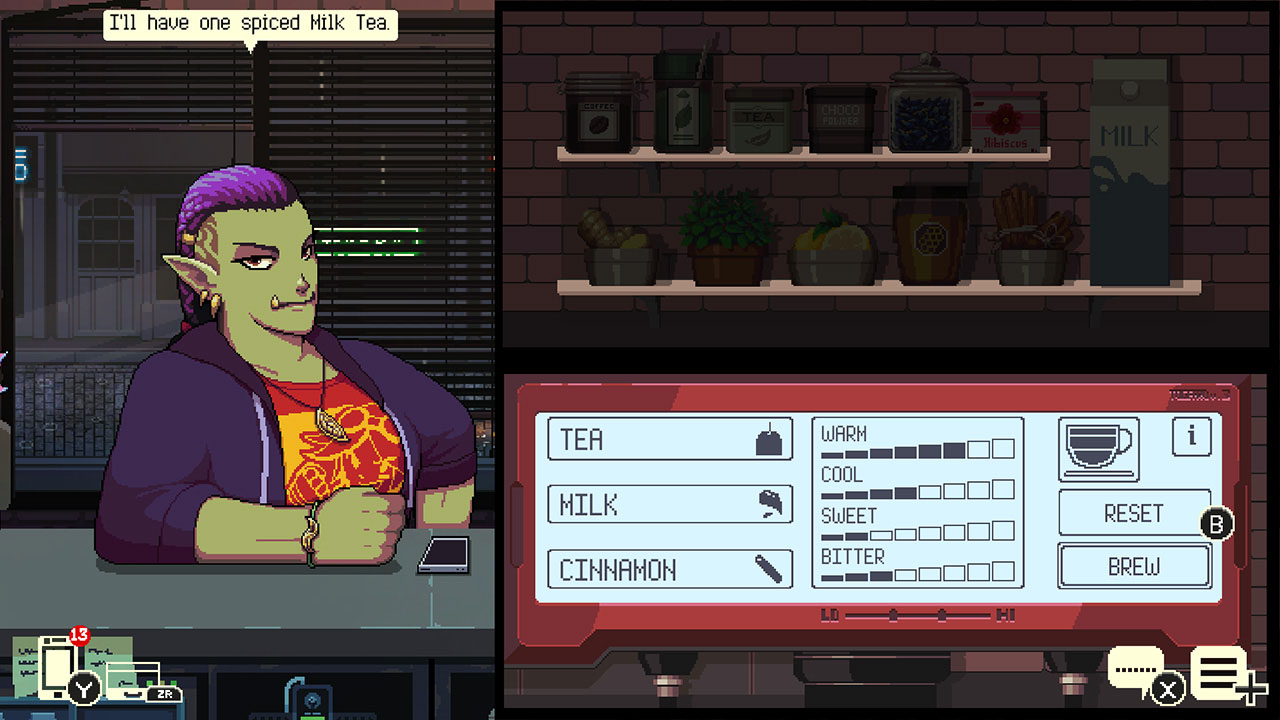 I'll have one spiced Milk Tea.
COFFEE
TEA
CHOCO
POWDER
Hibiscus
MILK
TEA
MILK
CINNAMON
WARM
COOL
SWEET
BITTER
i
RESET
B
BREW
LO
HI
13
Y
ZR
X